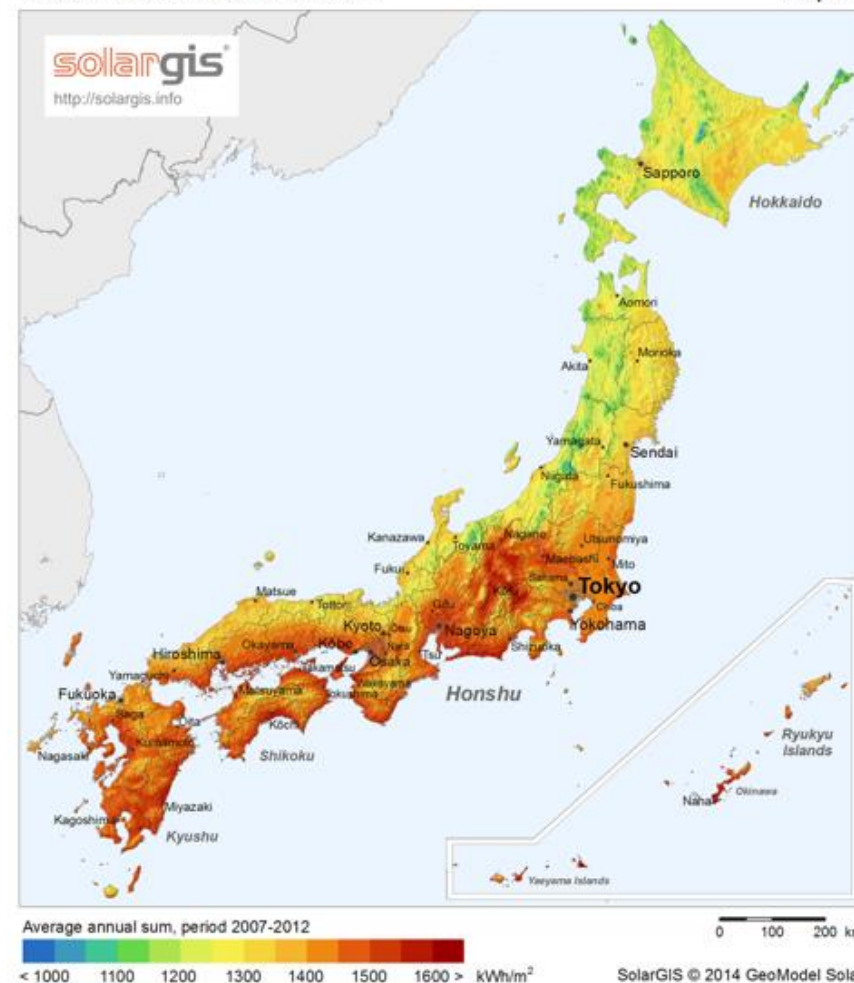 solargis
http://solargis.info
Sapporo
Hokkaido
Aomori
Akita
Morioka
Yamagata
Sendai
Niigata
Fukushima
Kanazawa
Toyama
Nagano
Utsunomiya
Maebashi
Mito
Fukui
Saitama
Tokyo
Kofu
Chiba
Matsue
Tottori
Gifu
Kyoto
Otsu
Nagoya
Yokohama
Okayama
Kōbe
Nara
Hiroshima
Tsu
Shizuoka
Osaka
Takamatsu
Yamaguchi
Wakayama
Fukuoka
Matsuyama
Tokushima
Honshu
Saga
Oita
Kōchi
Ryukyu
Islands
Kumamoto
Nagasaki
Shikoku
Okinawa
Naha
Miyazaki
Kagoshima
Kyushu
Yaeyama Islands
Average annual sum, period 2007-2012
0 100 200 k
< 1000 1100 1200 1300 1400 1500 1600 > kWh/m²
SolarGIS © 2014 GeoModel Sola